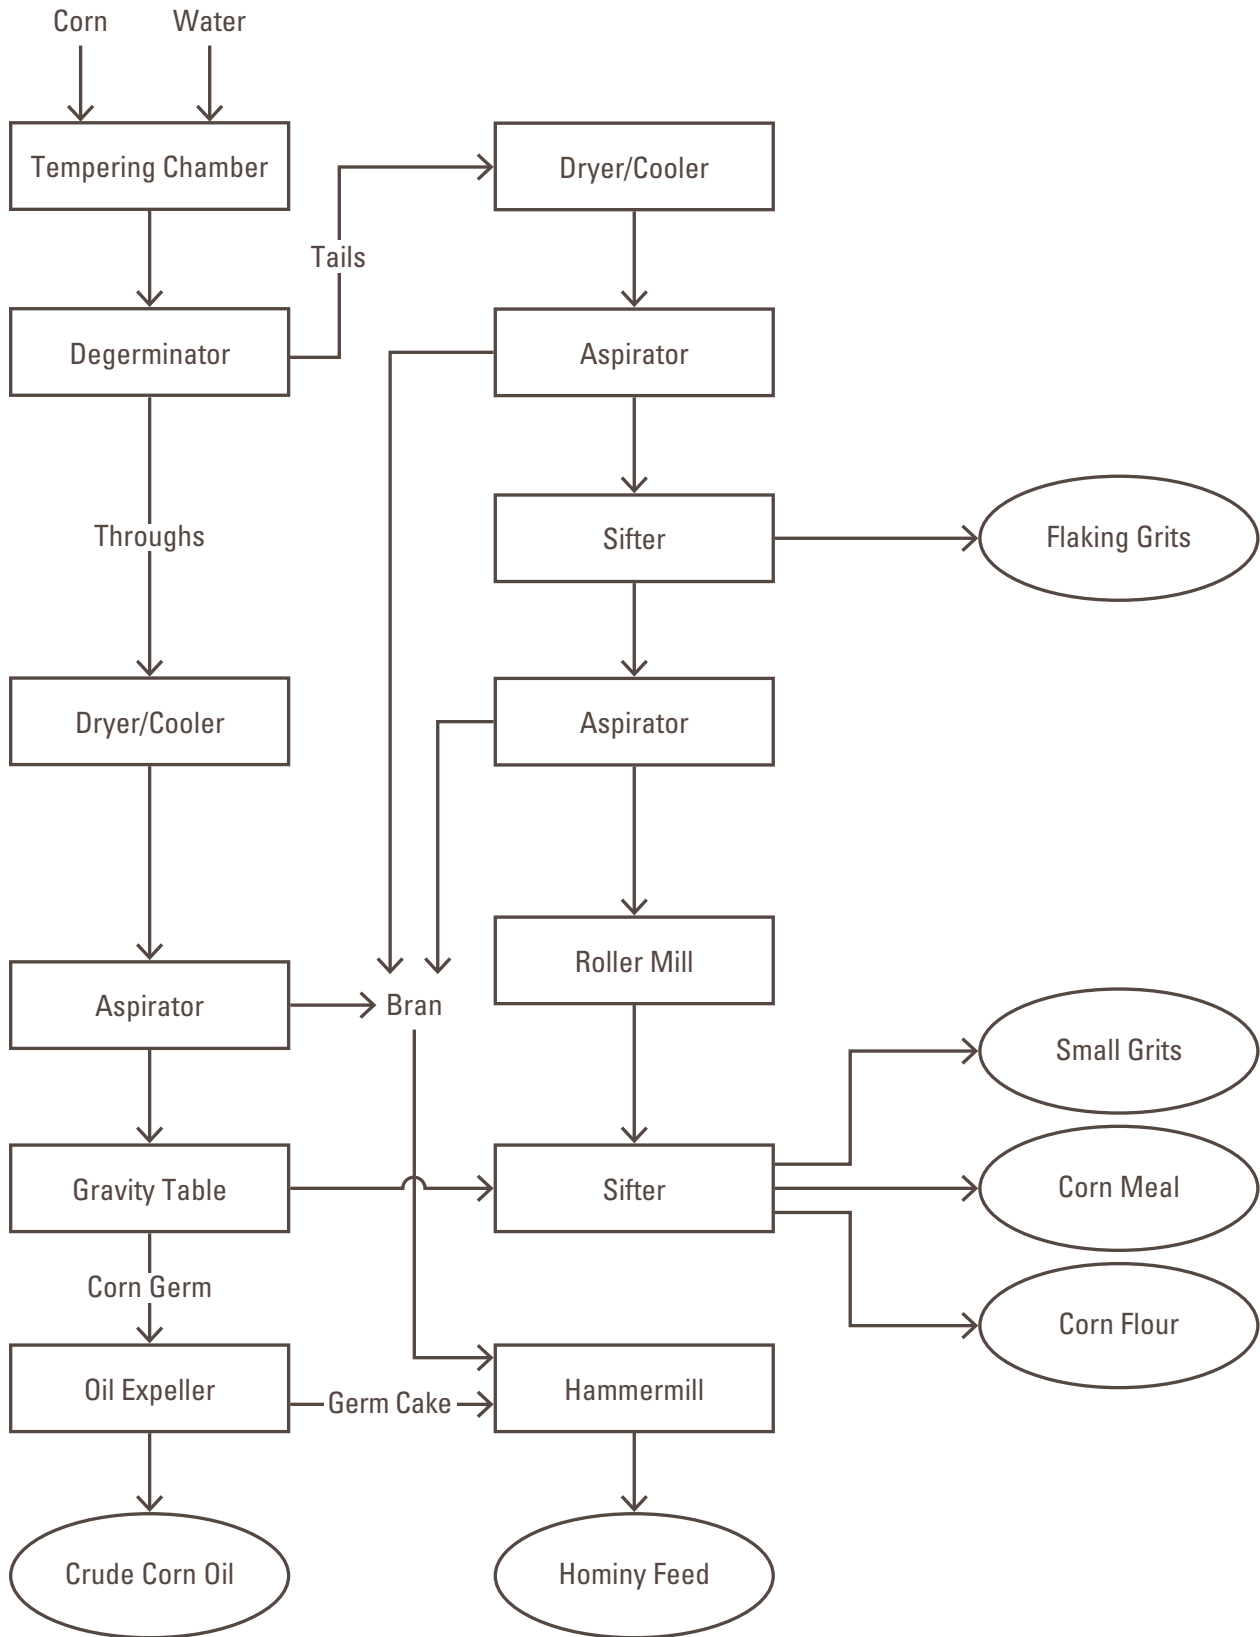 Corn
Water
Tempering Chamber
Dryer/Cooler
Tails
Degerminator
Aspirator
Throughs
Sifter
Flaking Grits
Dryer/Cooler
Aspirator
Roller Mill
Aspirator
Bran
Small Grits
Gravity Table
Sifter
Corn Meal
Corn Germ
Corn Flour
Oil Expeller
Germ Cake
Hammermill
Crude Corn Oil
Hominy Feed